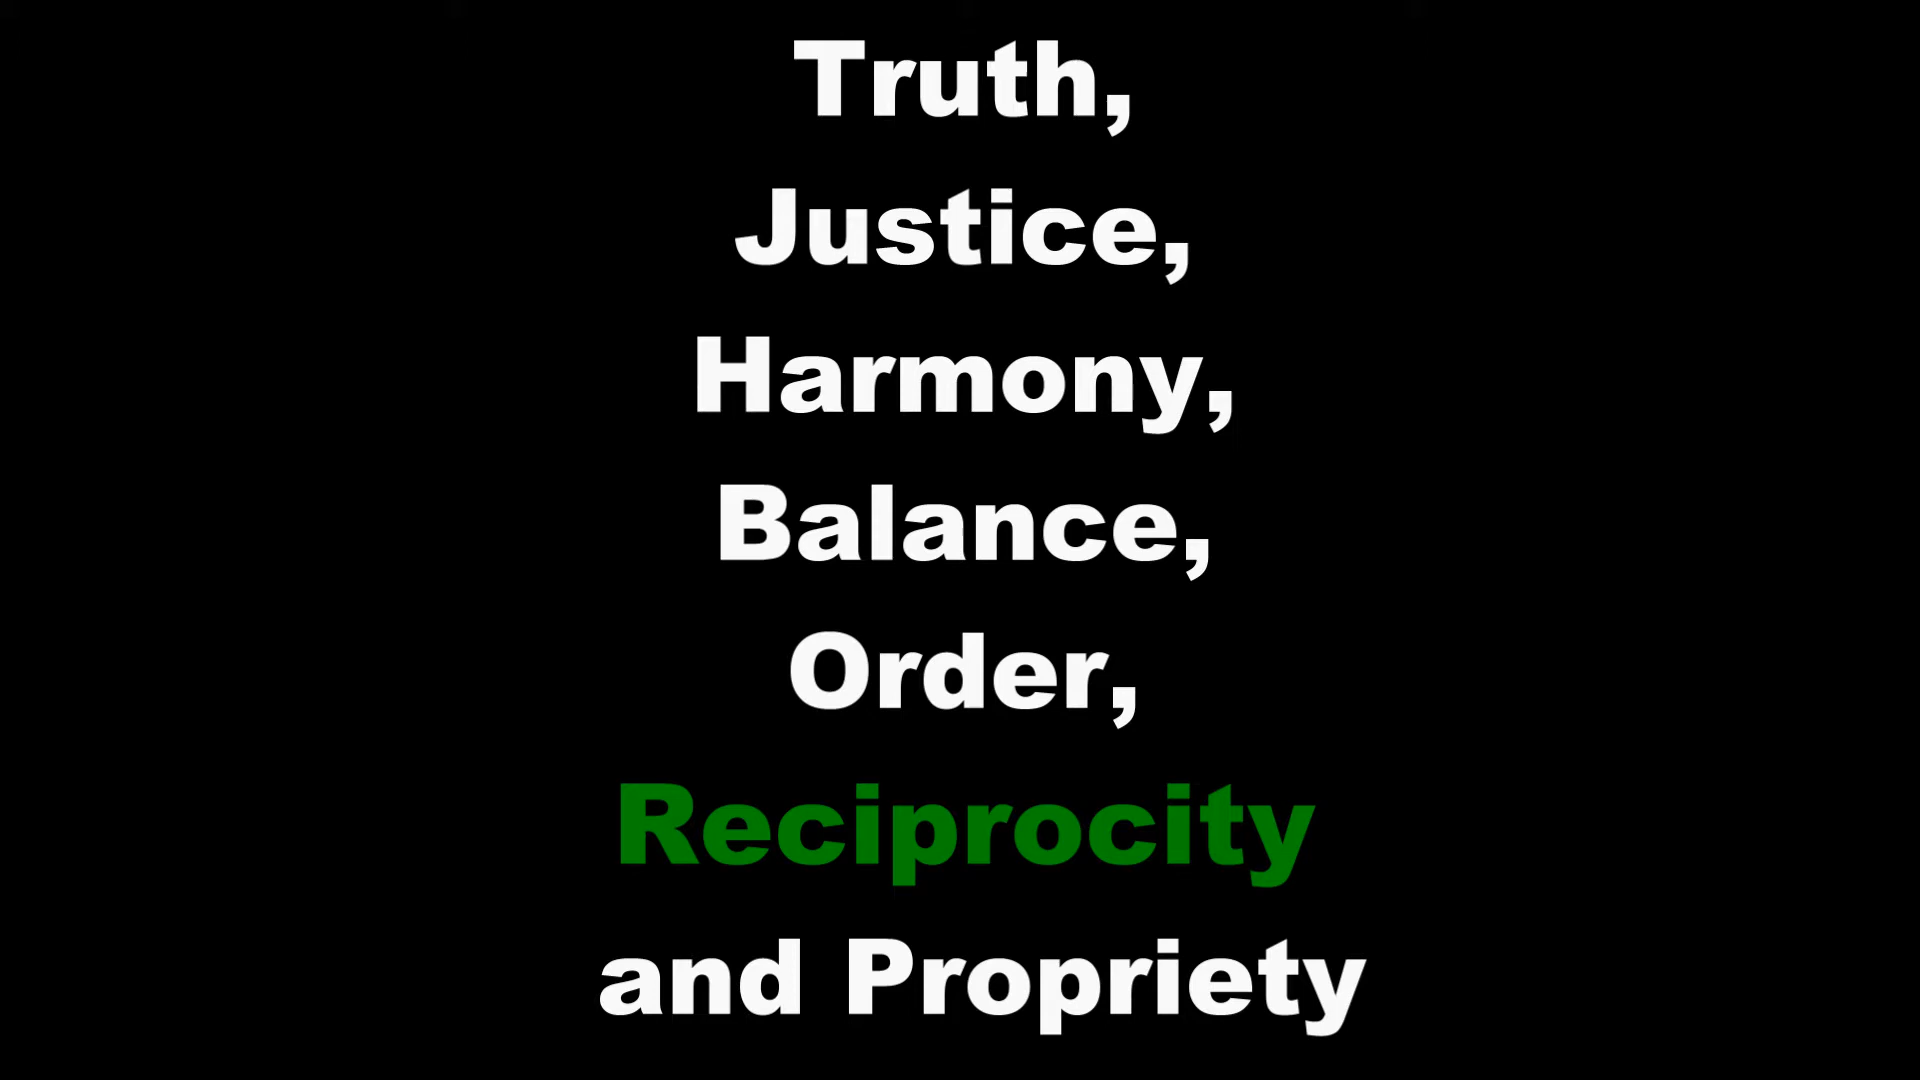 Truth,
Justice,
Harmony,
Balance,
Order,
Reciprocity
and Propriety